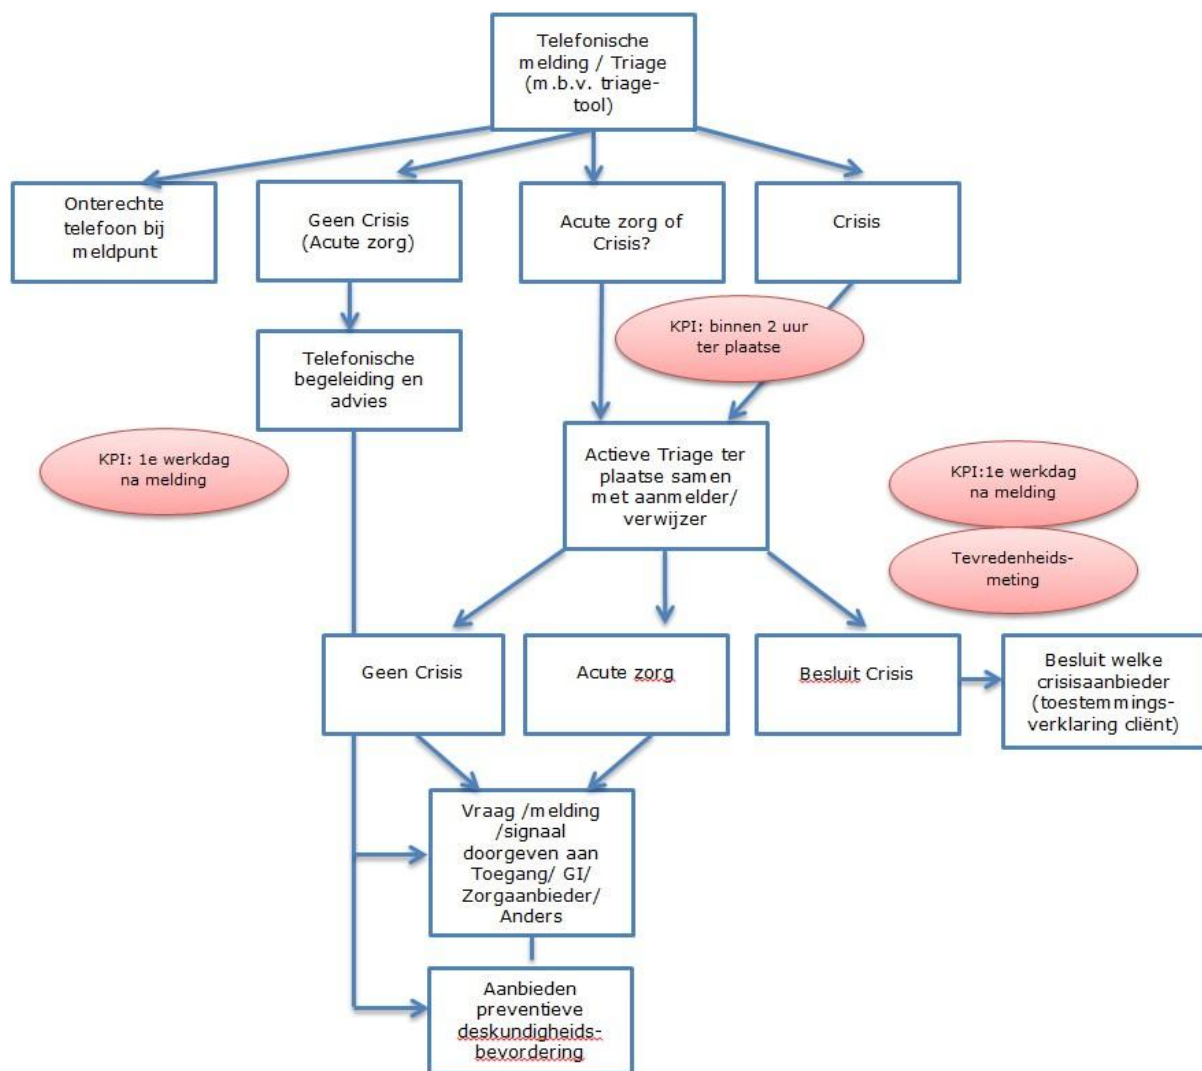 Telefonische
melding / Triage
(m.b.v. triage-
tool)
Onterechte
telefoon bij
meldpunt
Geen Crisis
(Acute zorg)
Acute zorg of
Crisis?
Crisis
KPI: binnen 2 uur
ter plaatse
Telefonische
begeleiding en
advies
KPI: 1e werkdag
na melding
Actieve Triage ter
plaatse samen
met aanmelder/
verwijzer
KPI:1e werkdag
na melding
Tevredenheids-
meting
Geen Crisis
Acute zorg
Besluit Crisis
Besluit welke
crisisaanbieder
(toestemmings-
verklaring cliënt)
Vraag /melding
/signaal
doorgeven aan
Toegang/ GI/
Zorgaanbieder/
Anders
Aanbieden
preventieve
deskundigheids-
bevordering